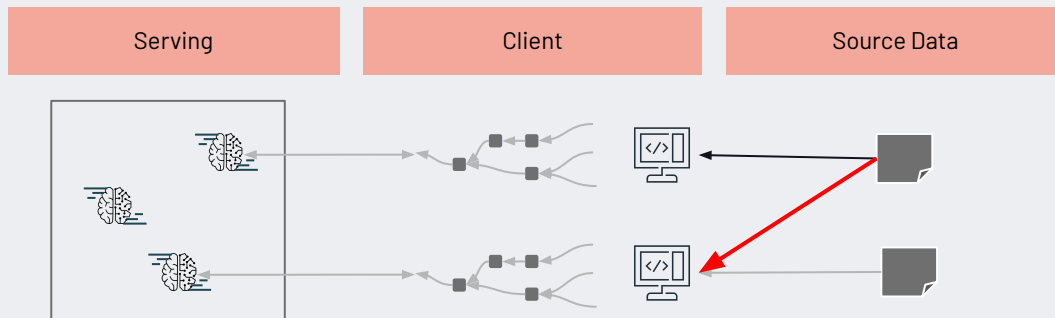 Serving
Client
Source Data
</>
</>